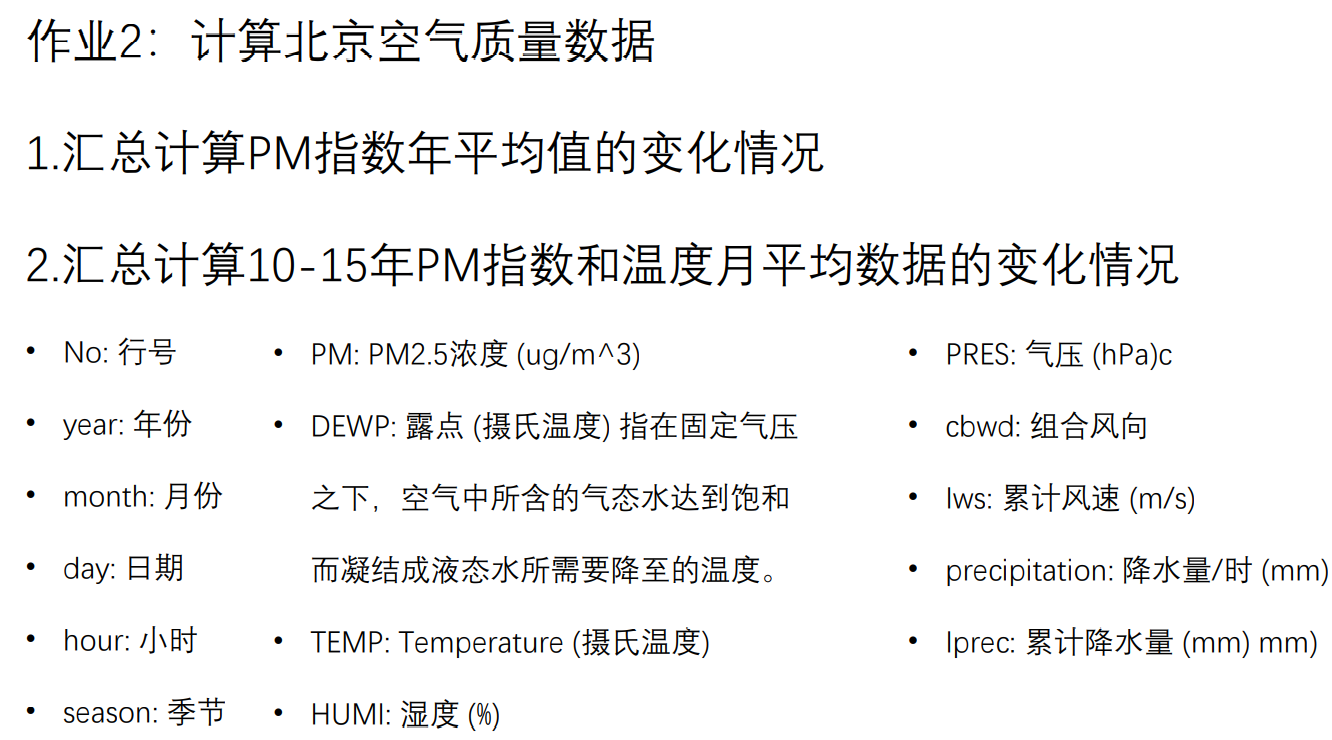 作业2：计算北京空气质量数据
1.汇总计算PM指数年平均值的变化情况
2.汇总计算10-15年PM指数和温度月平均数据的变化情况
• No: 行号
• year: 年份
• month: 月份
• day: 日期
• hour: 小时
• season: 季节
• PM: PM2.5浓度 (ug/m^3)
• DEWP: 露点 (摄氏温度) 指在固定气压
之下，空气中所含的气态水达到饱和
而凝结成液态水所需要降至的温度。
• TEMP: Temperature (摄氏温度)
• HUMI: 湿度 (%)
• PRES: 气压 (hPa)c
• cbwd: 组合风向
• Iws: 累计风速 (m/s)
• precipitation: 降水量/时 (mm)
• Iprec: 累计降水量 (mm) mm)